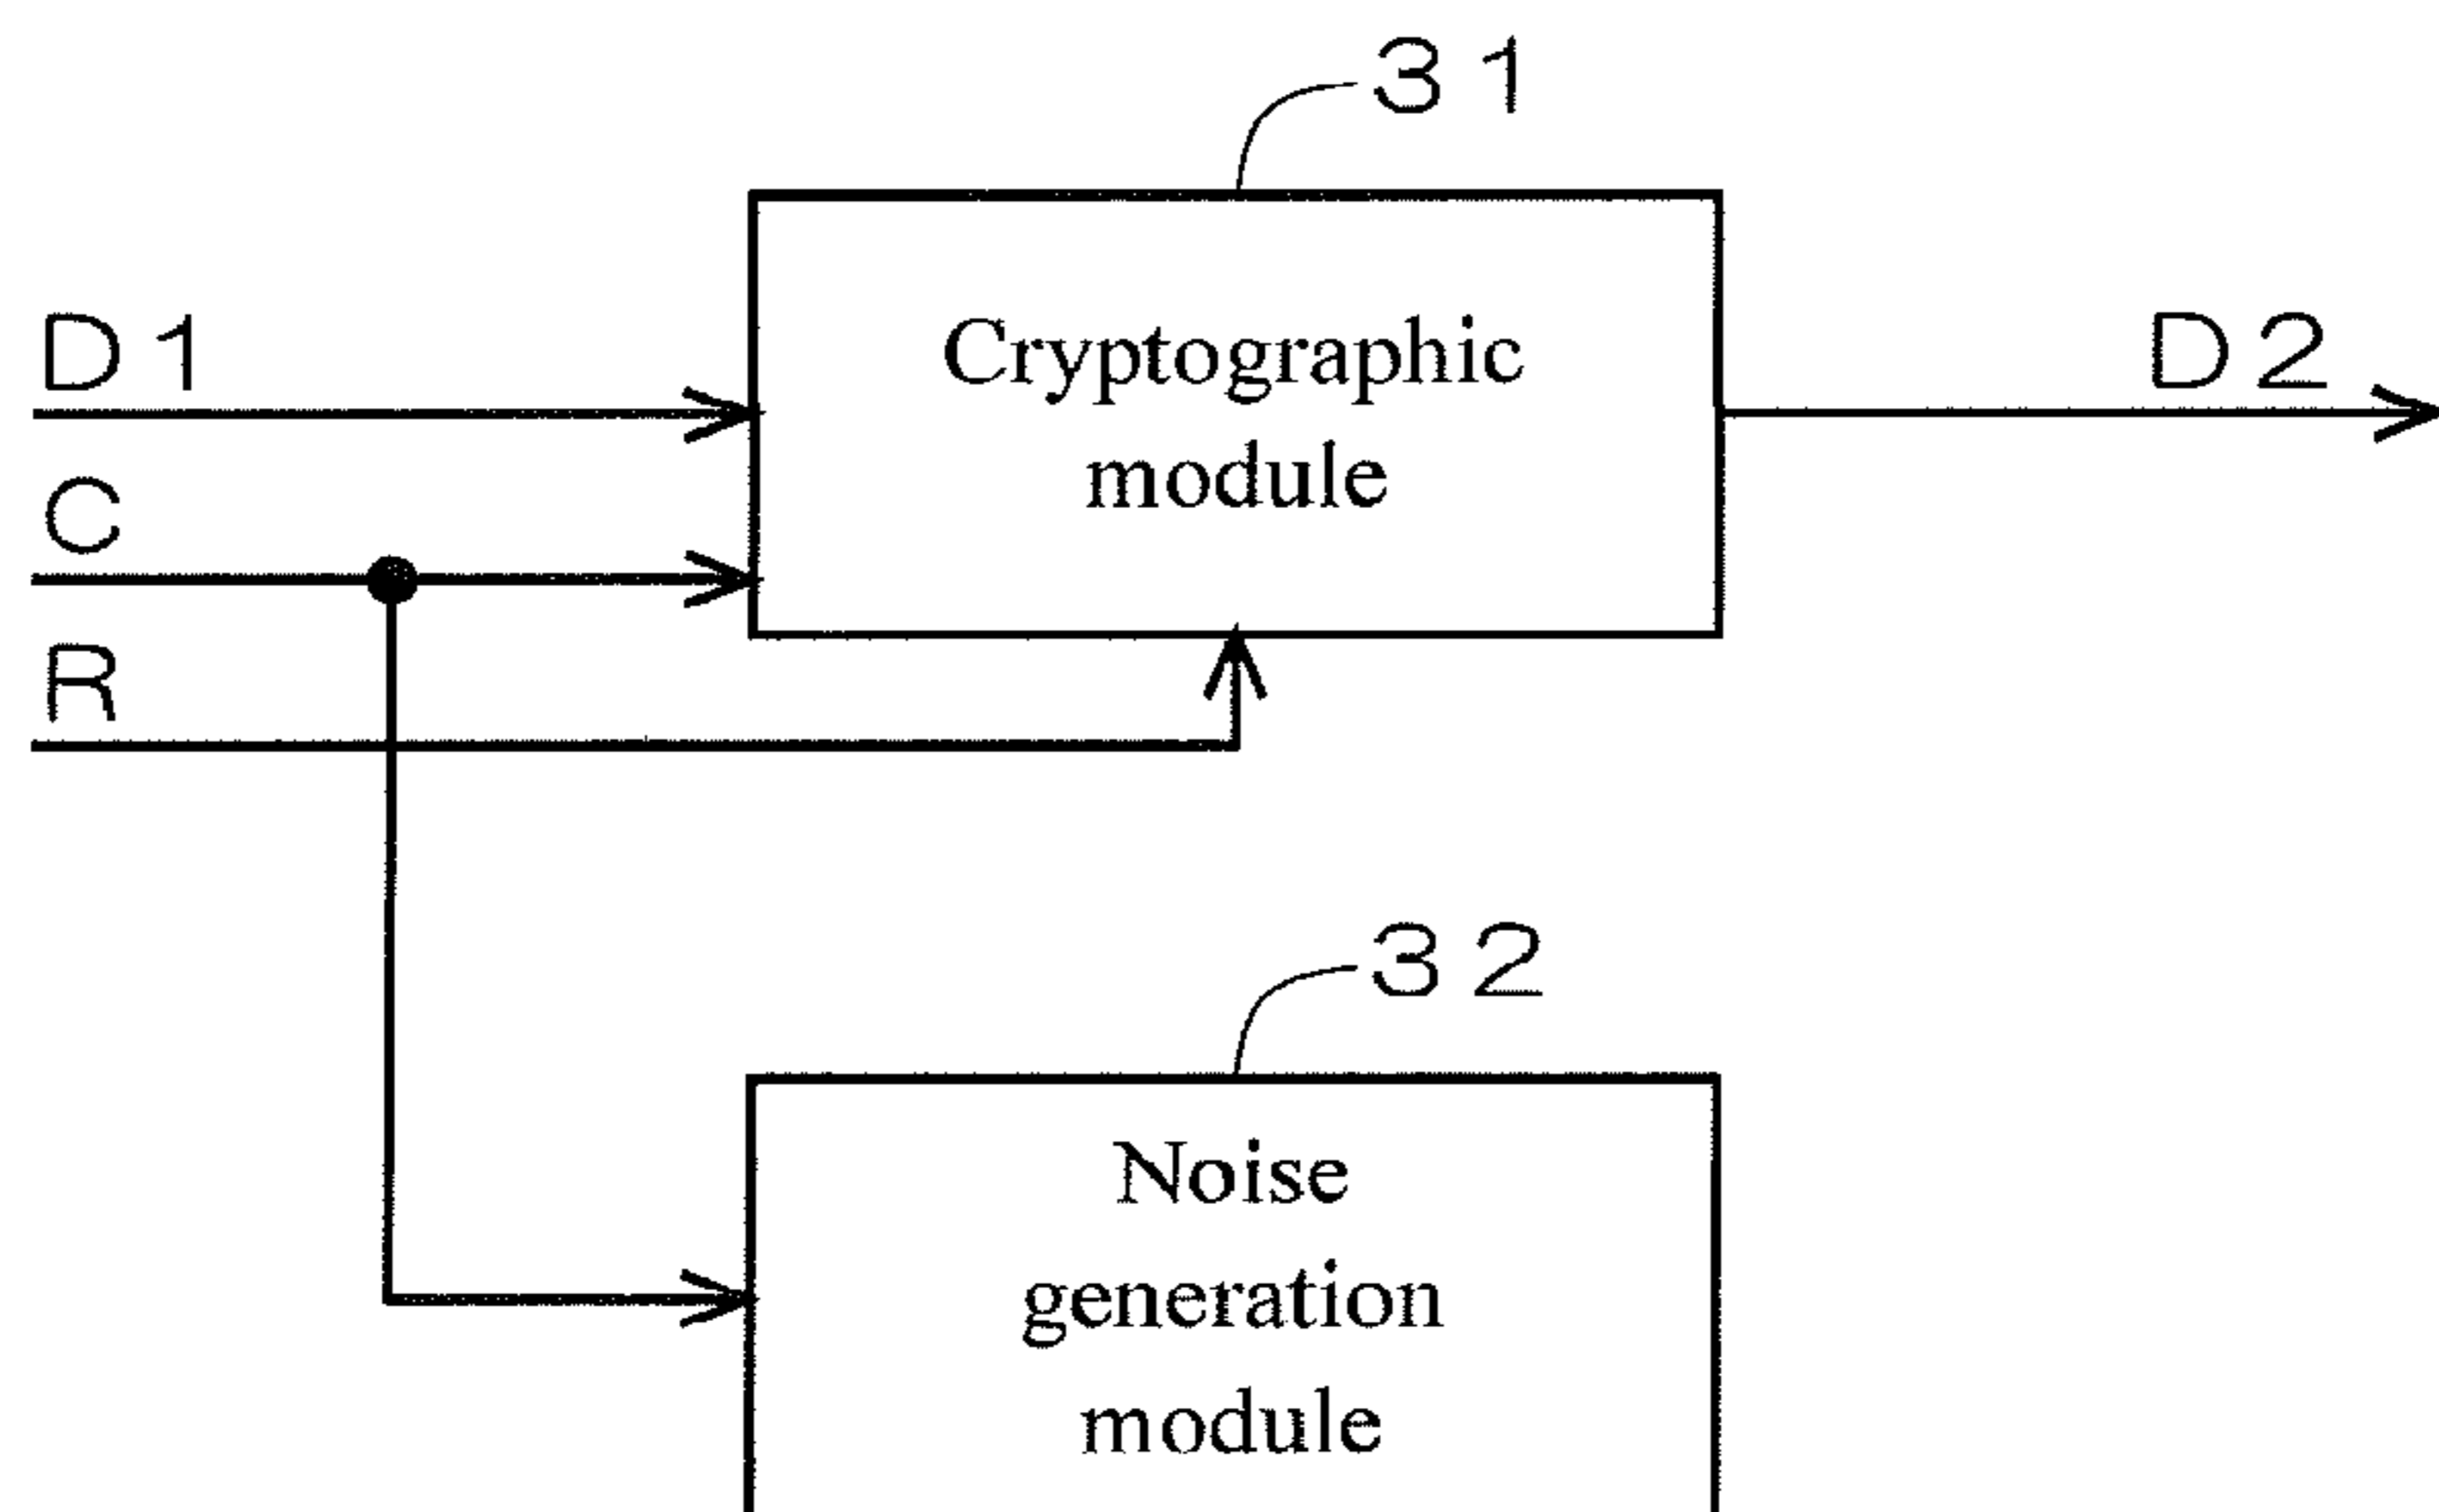 31
D1
Cryptographic
module
D2
C
R
32
Noise
generation
module